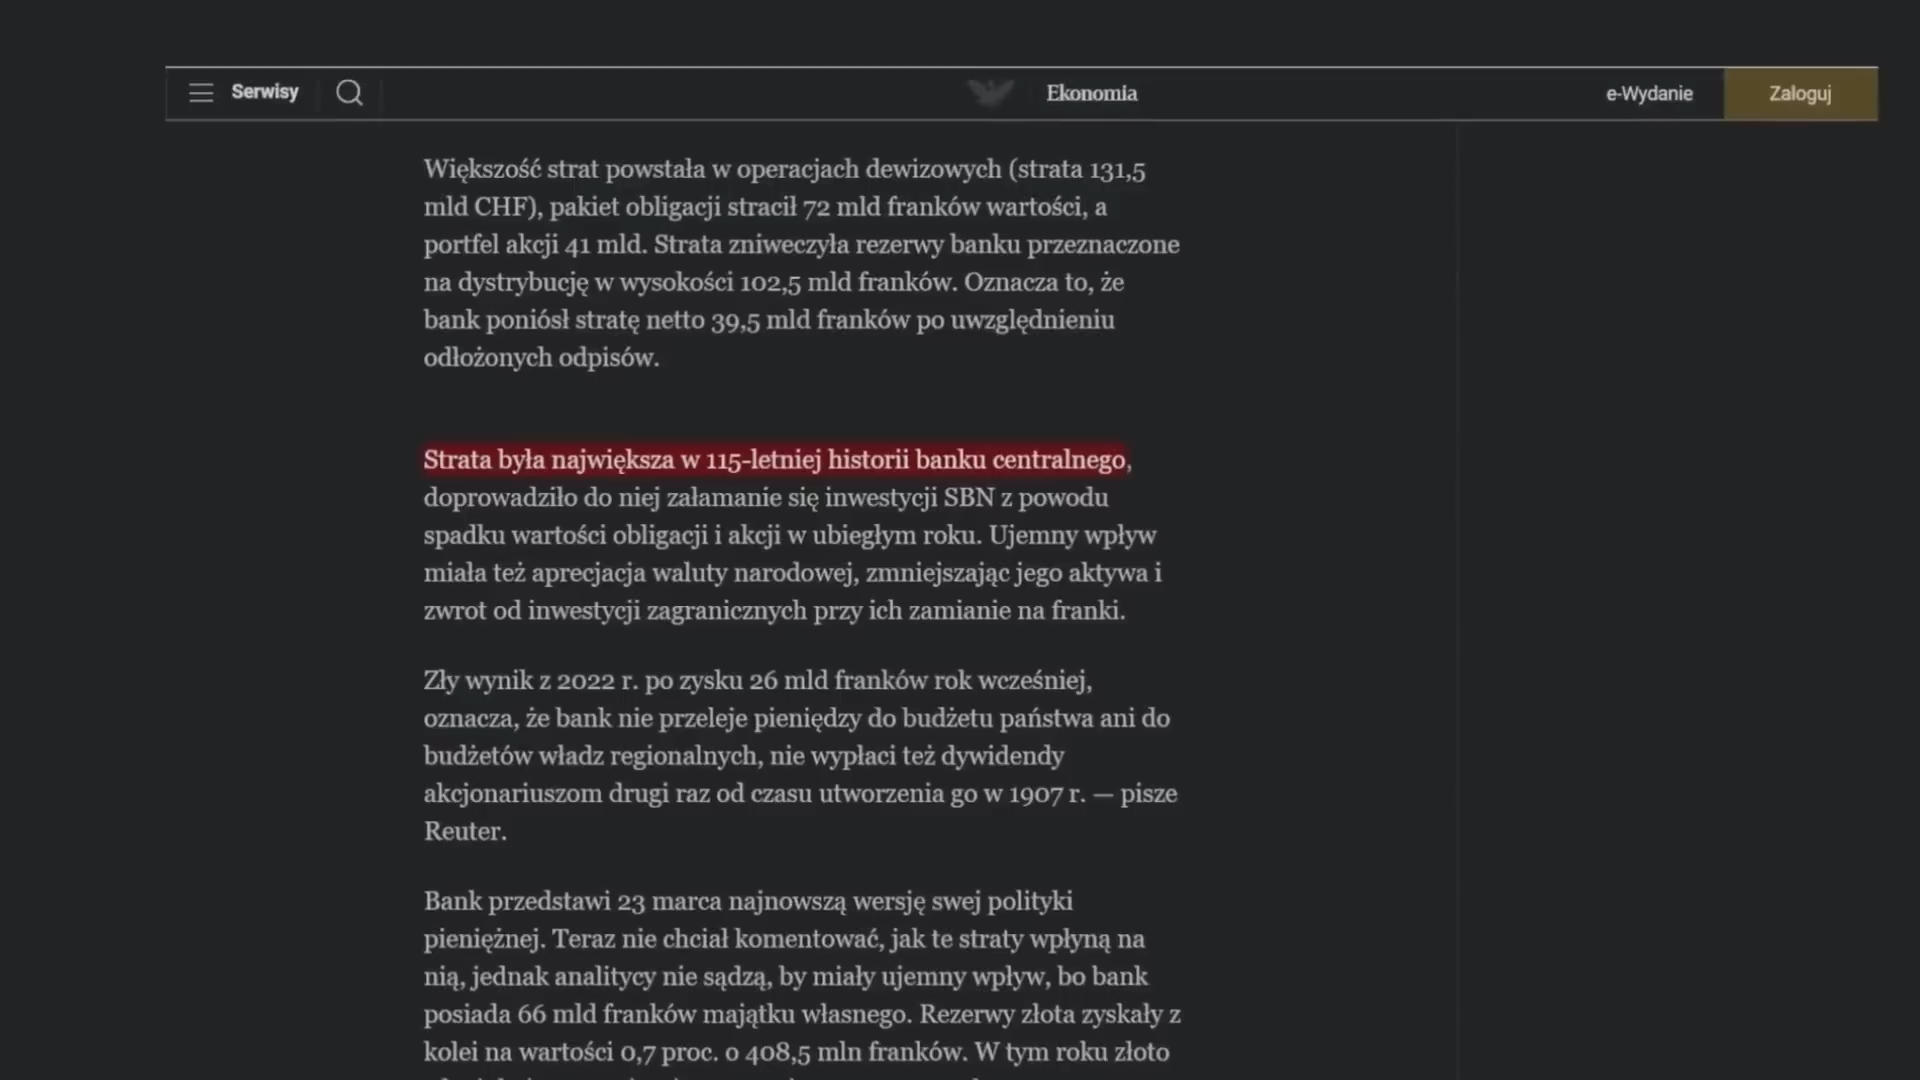 Serwisy
Ekonomia
e-Wydanie
Zaloguj
Większość strat powstała w operacjach dewizowych (strata 131,5
mld CHF), pakiet obligacji stracił 72 mld franków wartości, a
portfel akcji 41 mld. Strata zniweczyła rezerwy banku przeznaczone
na dystrybucję w wysokości 102,5 mld franków. Oznacza to, że
bank poniósł stratę netto 39,5 mld franków po uwzględnieniu
odłożonych odpisów.
Strata była największa w 115-letniej historii banku centralnego,
doprowadziło do niej załamanie się inwestycji SBN z powodu
spadku wartości obligacji i akcji w ubiegłym roku. Ujemny wpływ
miała też aprecjacja waluty narodowej, zmniejszając jego aktywa i
zwrot od inwestycji zagranicznych przy ich zamianie na franki.
Zły wynik z 2022 r. po zysku 26 mld franków rok wcześniej,
oznacza, że bank nie przeleje pieniędzy do budżetu państwa ani do
budżetów władz regionalnych, nie wypłaci też dywidendy
akcjonariuszom drugi raz od czasu utworzenia go w 1907 r. — pisze
Reuter.
Bank przedstawi 23 marca najnowszą wersję swej polityki
pieniężnej. Teraz nie chciał komentować, jak te straty wpłyną na
nią, jednak analitycy nie sądzą, by miały ujemny wpływ, bo bank
posiada 66 mld franków majątku własnego. Rezerwy złota zyskały z
kolei na wartości 0,7 proc. o 408,5 mln franków. W tym roku złoto